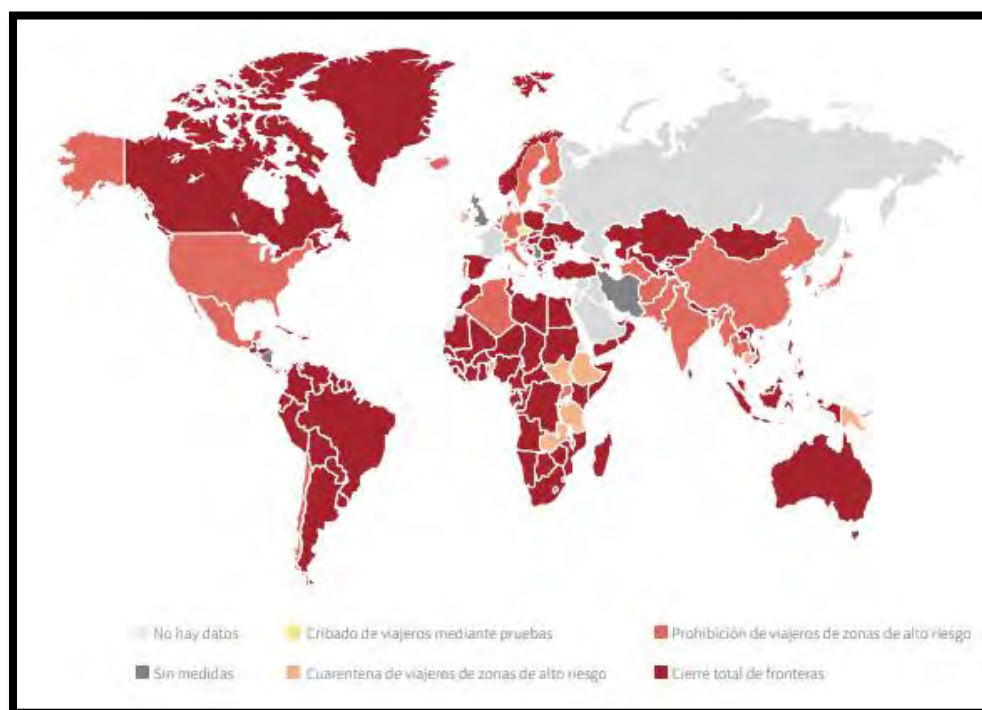 No hay datos
Cribado de viajeros mediante pruebas
Prohibición de viajeros de zonas de alto riesgo
Sin medidas
Cuarentena de viajeros de zonas de alto riesgo
Cierre total de fronteras